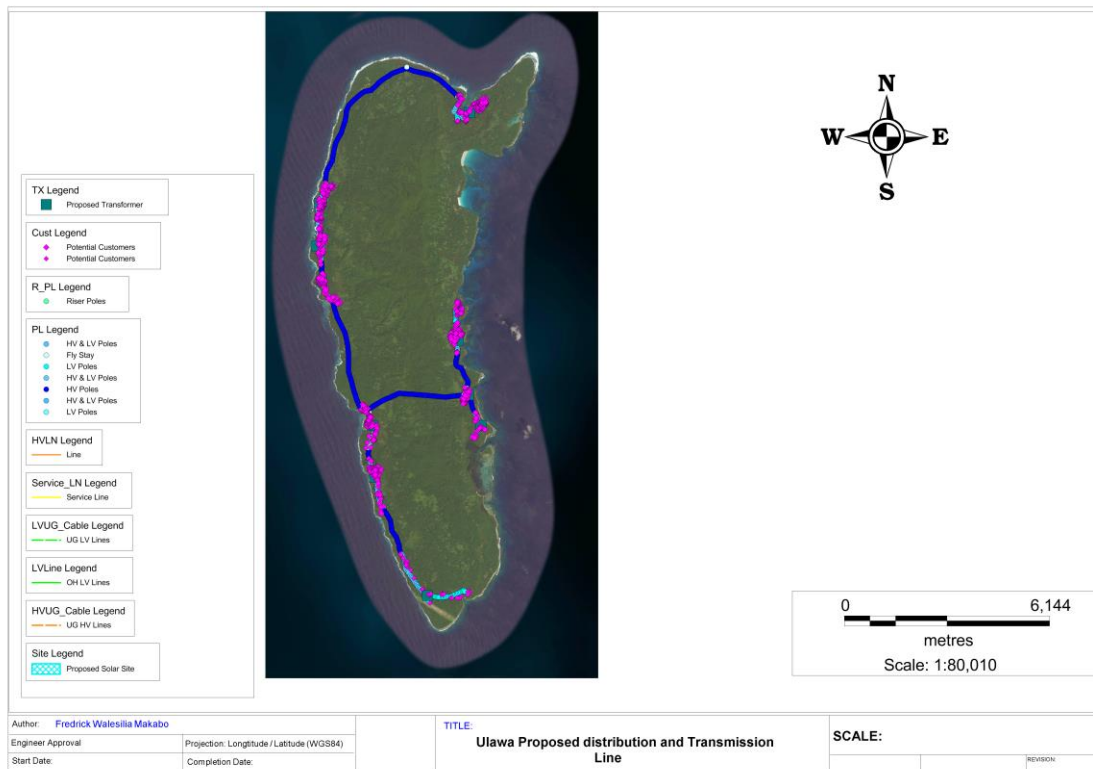 N
W E
S
TX Legend
Proposed Transformer
Cust Legend
Potential Customers
Potential Customers
R_PL Legend
Riser Poles
PL Legend
HV & LV Poles
Fly Stay
LV Poles
HV & LV Poles
HV Poles
HV & LV Poles
LV Poles
HVLN Legend
Line
Service_LN Legend
Service Line
LVUG_Cable Legend
UG LV Lines
LVLine Legend
OH LV Lines
HVUG_Cable Legend
UG HV Lines
Site Legend
Proposed Solar Site
0 6,144
metres
Scale: 1:80,010
Author: Fredrick Walesilia Makabo
Engineer Approval
Projection: Longtitude / Latitude (WGS84)
Start Date:
Completion Date:
TITLE:
Ulawa Proposed distribution and Transmission
Line
SCALE:
REVISION: